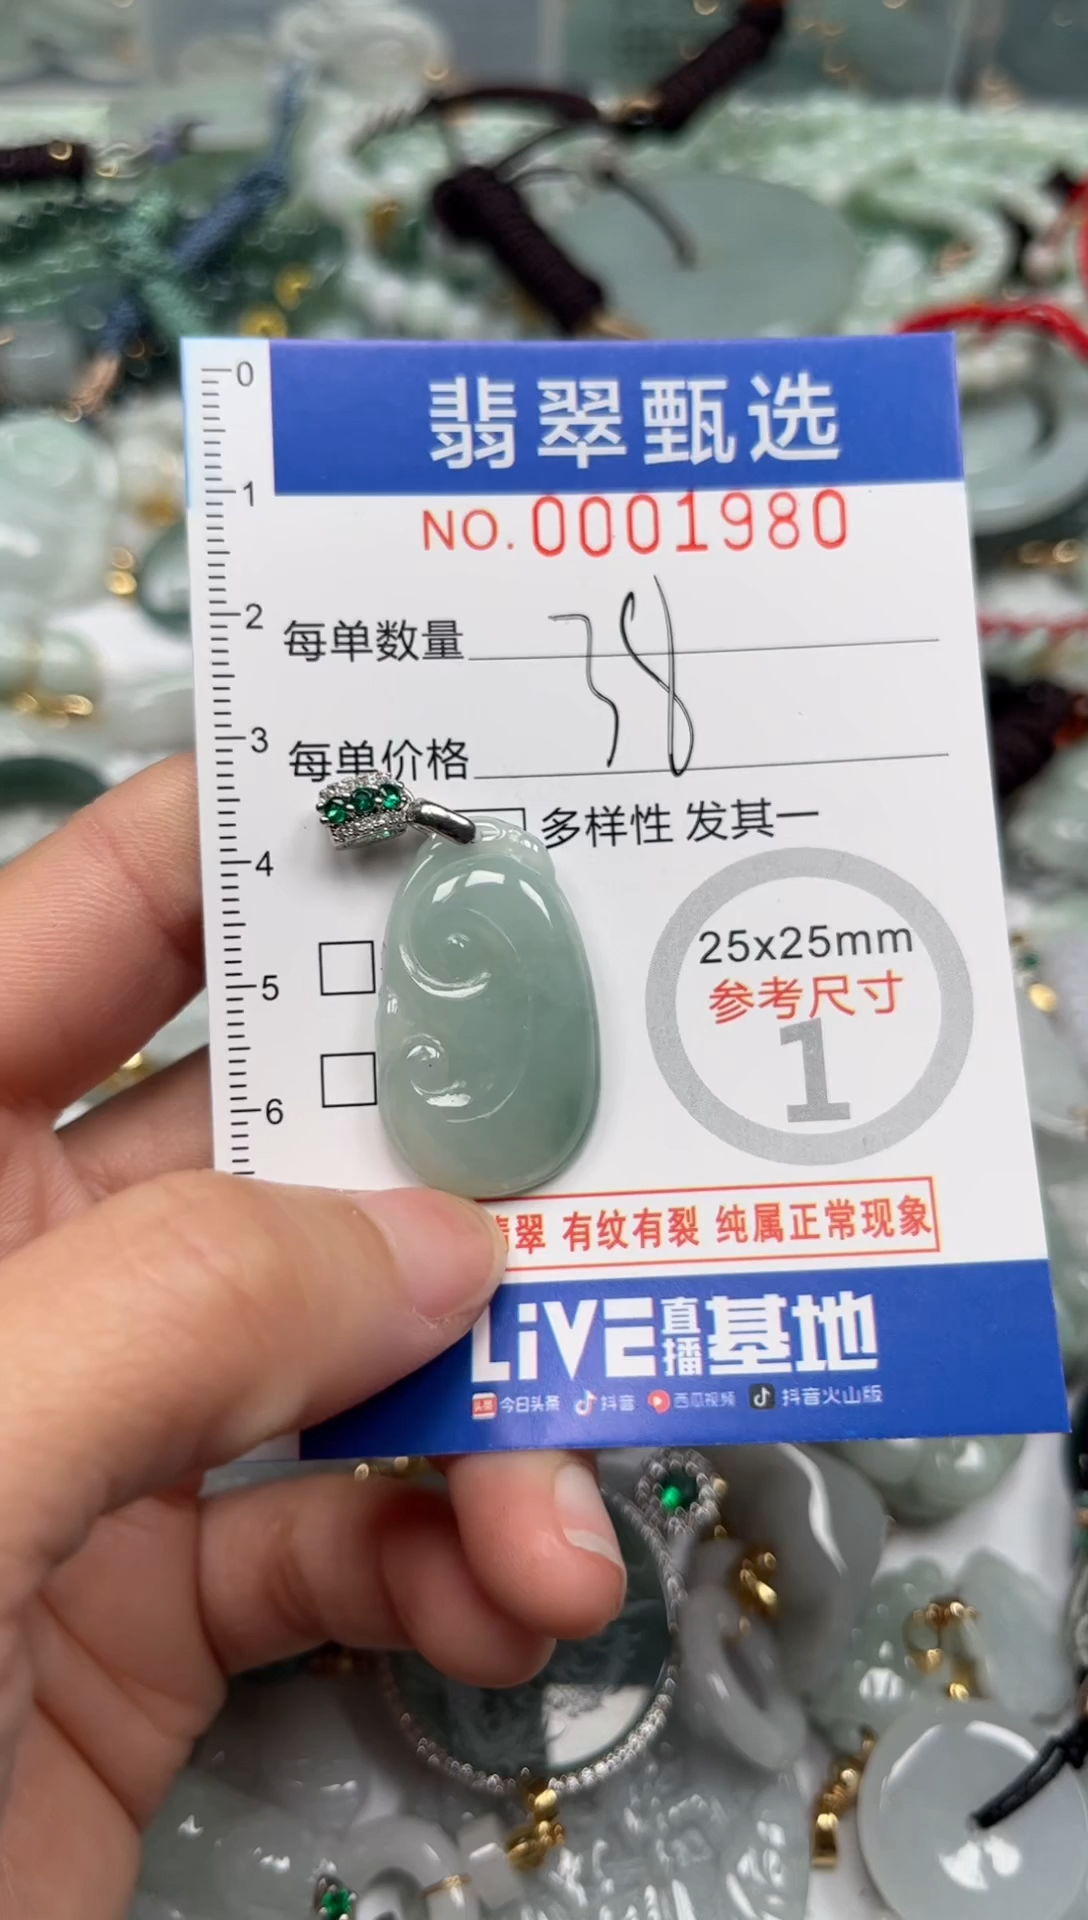 翡翠甄选
NO.0001980
每单数量
38
每单价格
多样性 发其一
25x25mm
参考尺寸
1
翠 有纹有裂 纯属正常现象
LiVE直播基地
头条 今日头条 抖音 西瓜视频 抖音火山版
0
1
2
3
4
5
6